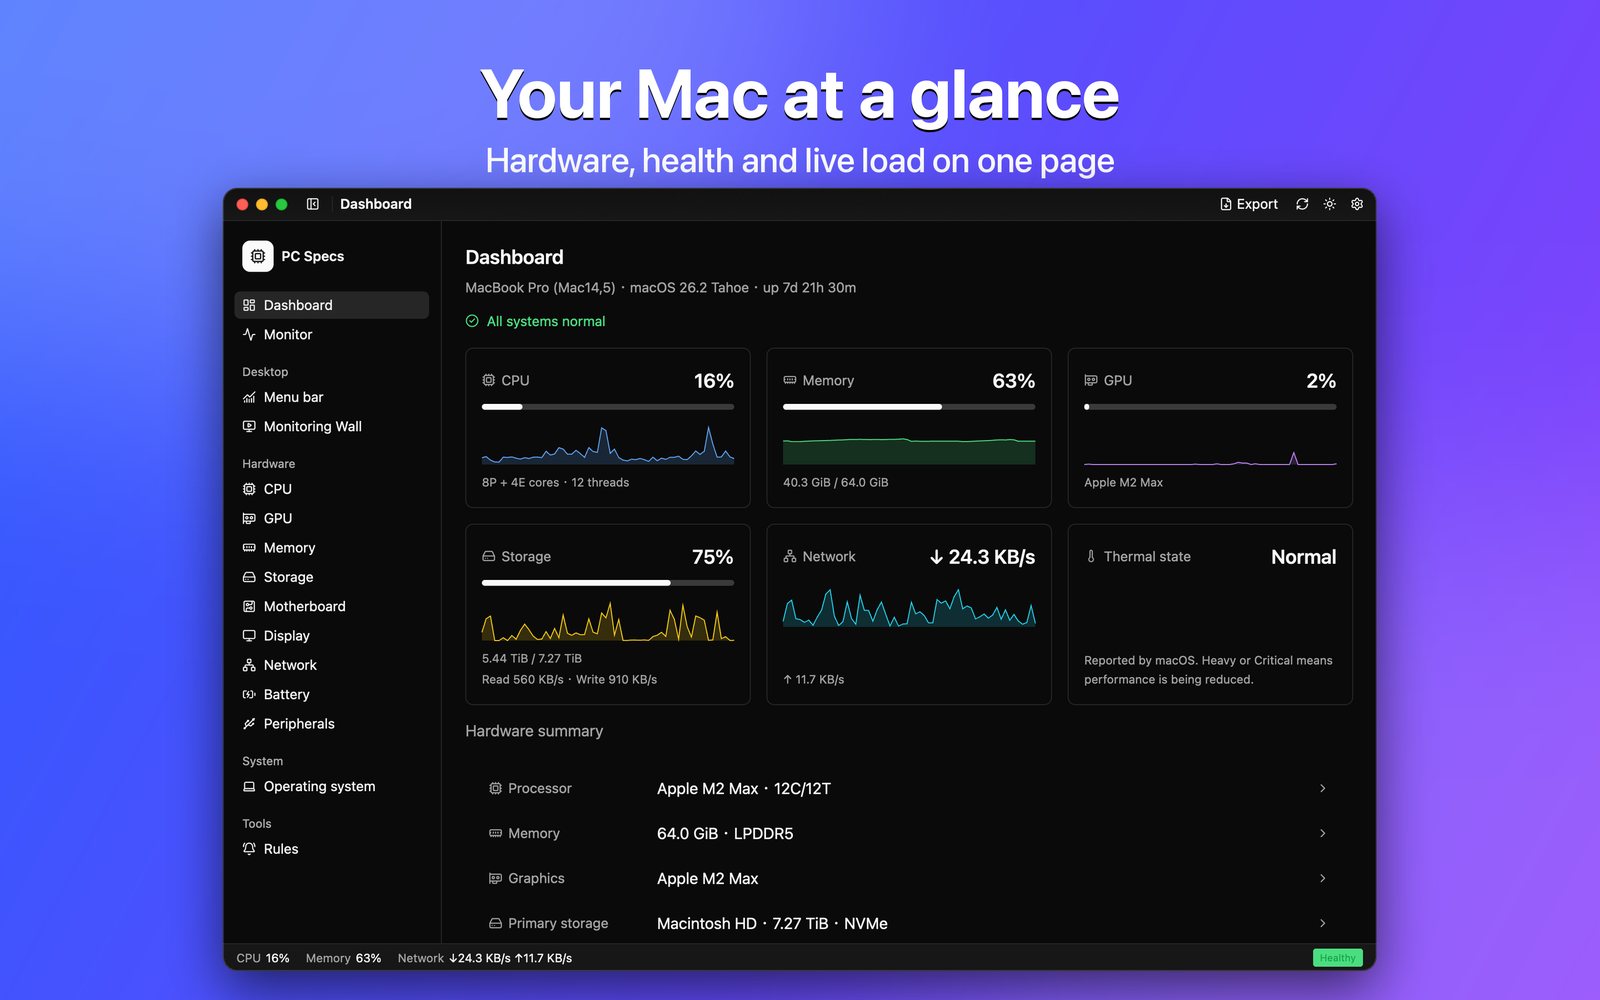 Your Mac at a glance
Hardware, health and live load on one page
Dashboard
Export
PC Specs
Dashboard
Monitor
Desktop
Menu bar
Monitoring Wall
Hardware
CPU
GPU
Memory
Storage
Motherboard
Display
Network
Battery
Peripherals
System
Operating system
Tools
Rules
Dashboard
MacBook Pro (Mac14,5) · macOS 26.2 Tahoe · up 7d 21h 30m
All systems normal
CPU 16%
8P + 4E cores · 12 threads
Memory 63%
40.3 GiB / 64.0 GiB
GPU 2%
Apple M2 Max
Storage 75%
5.44 TiB / 7.27 TiB
Read 560 KB/s · Write 910 KB/s
Network ↓ 24.3 KB/s
↑ 11.7 KB/s
Thermal state Normal
Reported by macOS. Heavy or Critical means
performance is being reduced.
Hardware summary
Processor Apple M2 Max · 12C/12T
Memory 64.0 GiB · LPDDR5
Graphics Apple M2 Max
Primary storage Macintosh HD · 7.27 TiB · NVMe
CPU 16% Memory 63% Network ↓24.3 KB/s ↑11.7 KB/s Healthy